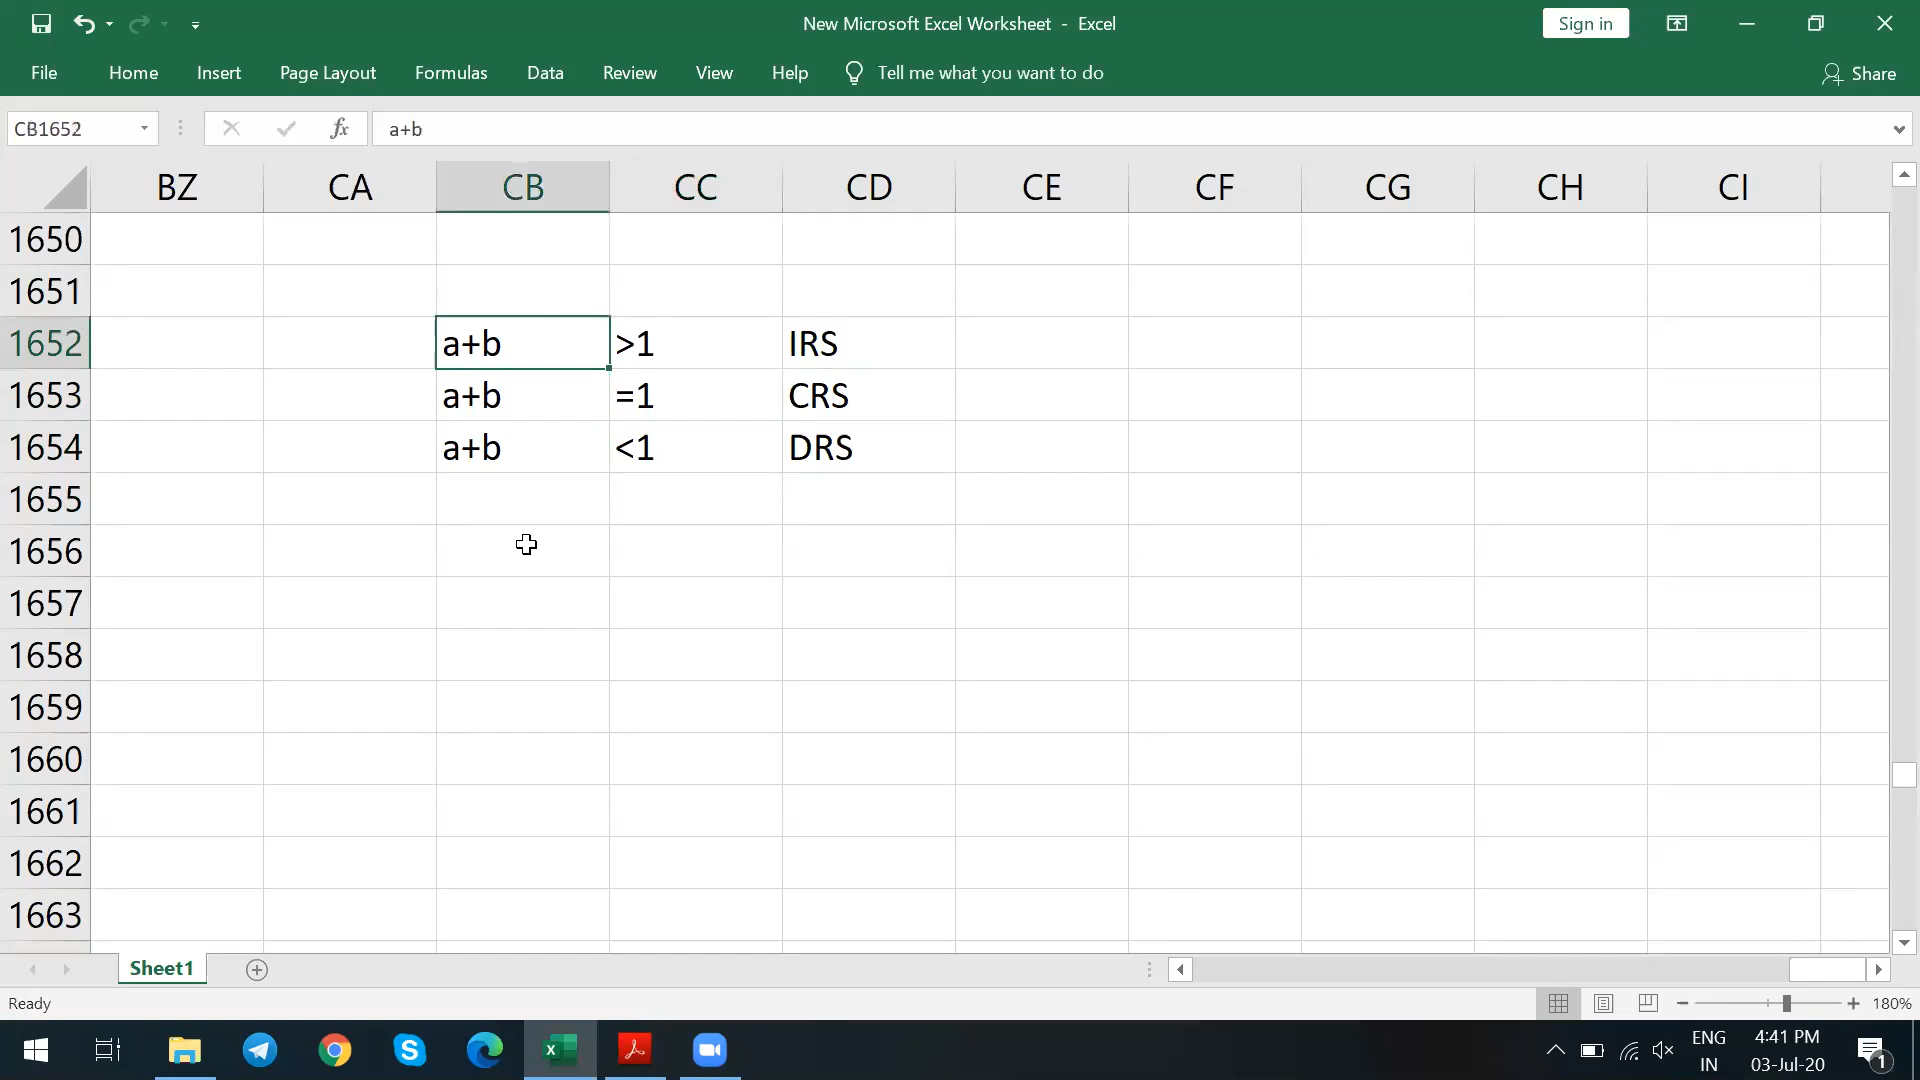 New Microsoft Excel Worksheet - Excel
Sign in
File Home Insert Page Layout Formulas Data Review View Help Tell me what you want to do
Share
CB1652 fx a+b
BZ CA CB CC CD CE CF CG CH CI
1650
1651
1652 a+b >1 IRS
1653 a+b =1 CRS
1654 a+b <1 DRS
1655
1656
1657
1658
1659
1660
1661
1662
1663
Sheet1
Ready
180%
ENG 4:41 PM
IN 03-Jul-20
1